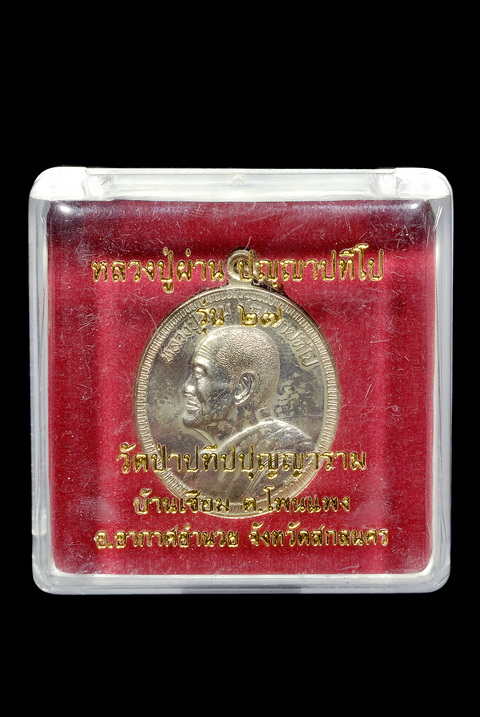 หลวงปู่ผ่าน ปัญญาปทีโป
รุ่น ๒๗
วัดป่าปทีปปุญญาราม
บ้านเซือม ต.โพนแพง
อ.อากาศอำนวย จังหวัดสกลนคร